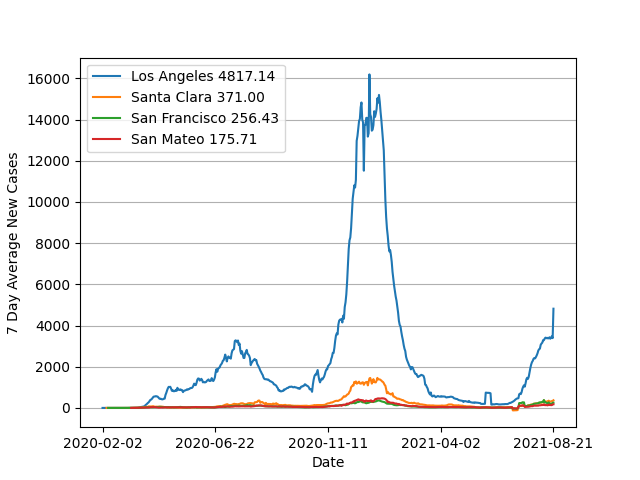 16000
14000
12000
10000
8000
6000
4000
2000
0
7 Day Average New Cases
Los Angeles 4817.14
Santa Clara 371.00
San Francisco 256.43
San Mateo 175.71
2020-02-02 2020-06-22 2020-11-11 2021-04-02 2021-08-21
Date